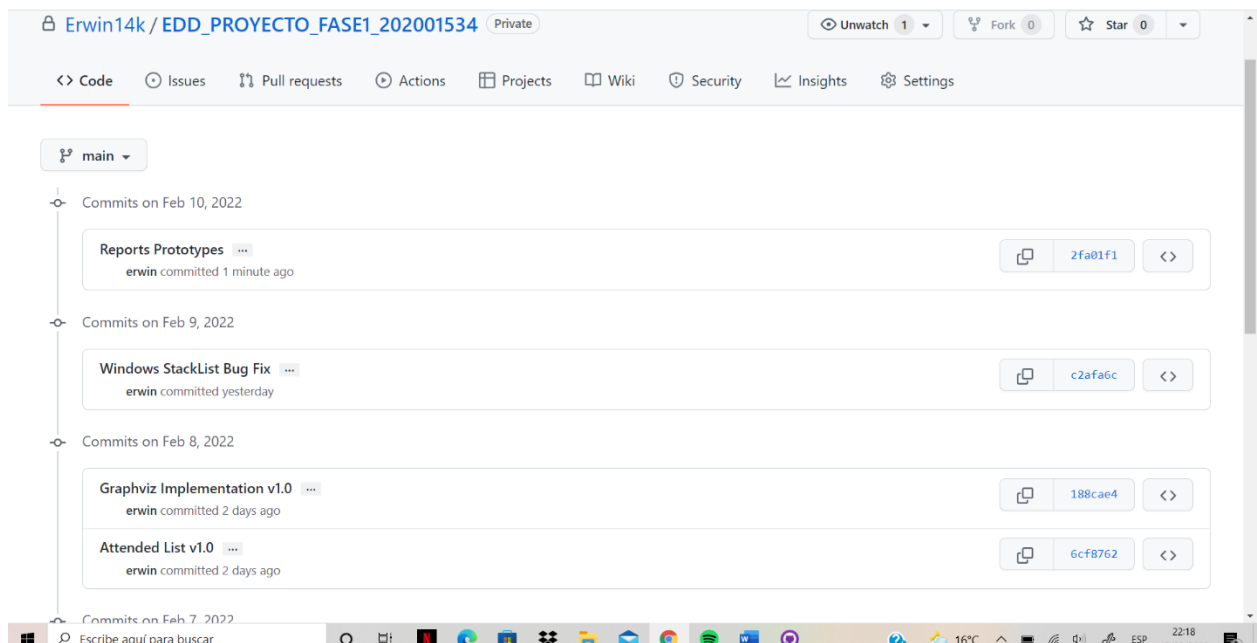 Erwin14k / EDD_PROYECTO_FASE1_202001534 Private
Unwatch 1 Fork 0 Star 0
Code Issues Pull requests Actions Projects Wiki Security Insights Settings
main
Commits on Feb 10, 2022
Reports Prototypes ...
2fa01f1
erwin committed 1 minute ago
Commits on Feb 9, 2022
Windows StackList Bug Fix ...
c2afa6c
erwin committed yesterday
Commits on Feb 8, 2022
Graphviz Implementation v1.0 ...
188cae4
erwin committed 2 days ago
Attended List v1.0 ...
6cf8762
erwin committed 2 days ago
Commits on Feb 7, 2022
Escribe aquí para buscar
16°C ESP 22:18